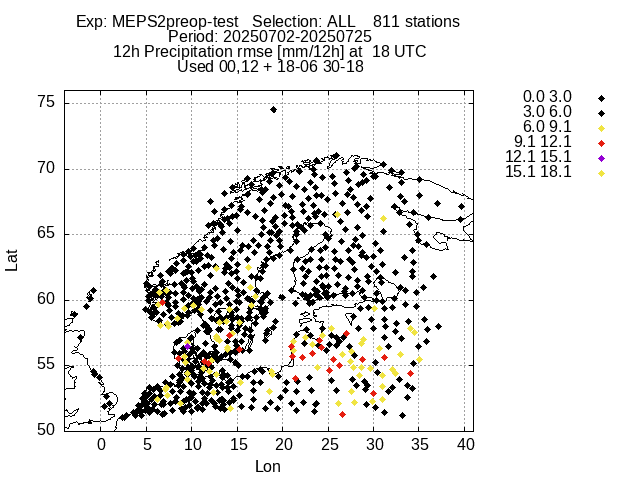 Exp: MEPS2preop-test   Selection: ALL    811 stations
Period: 20250702-20250725
12h Precipitation rmse [mm/12h] at  18 UTC
Used 00,12 + 18-06 30-18
0.0 3.0
3.0 6.0
6.0 9.1
9.1 12.1
12.1 15.1
15.1 18.1
75
70
65
60
55
50
Lat
0 5 10 15 20 25 30 35 40
Lon